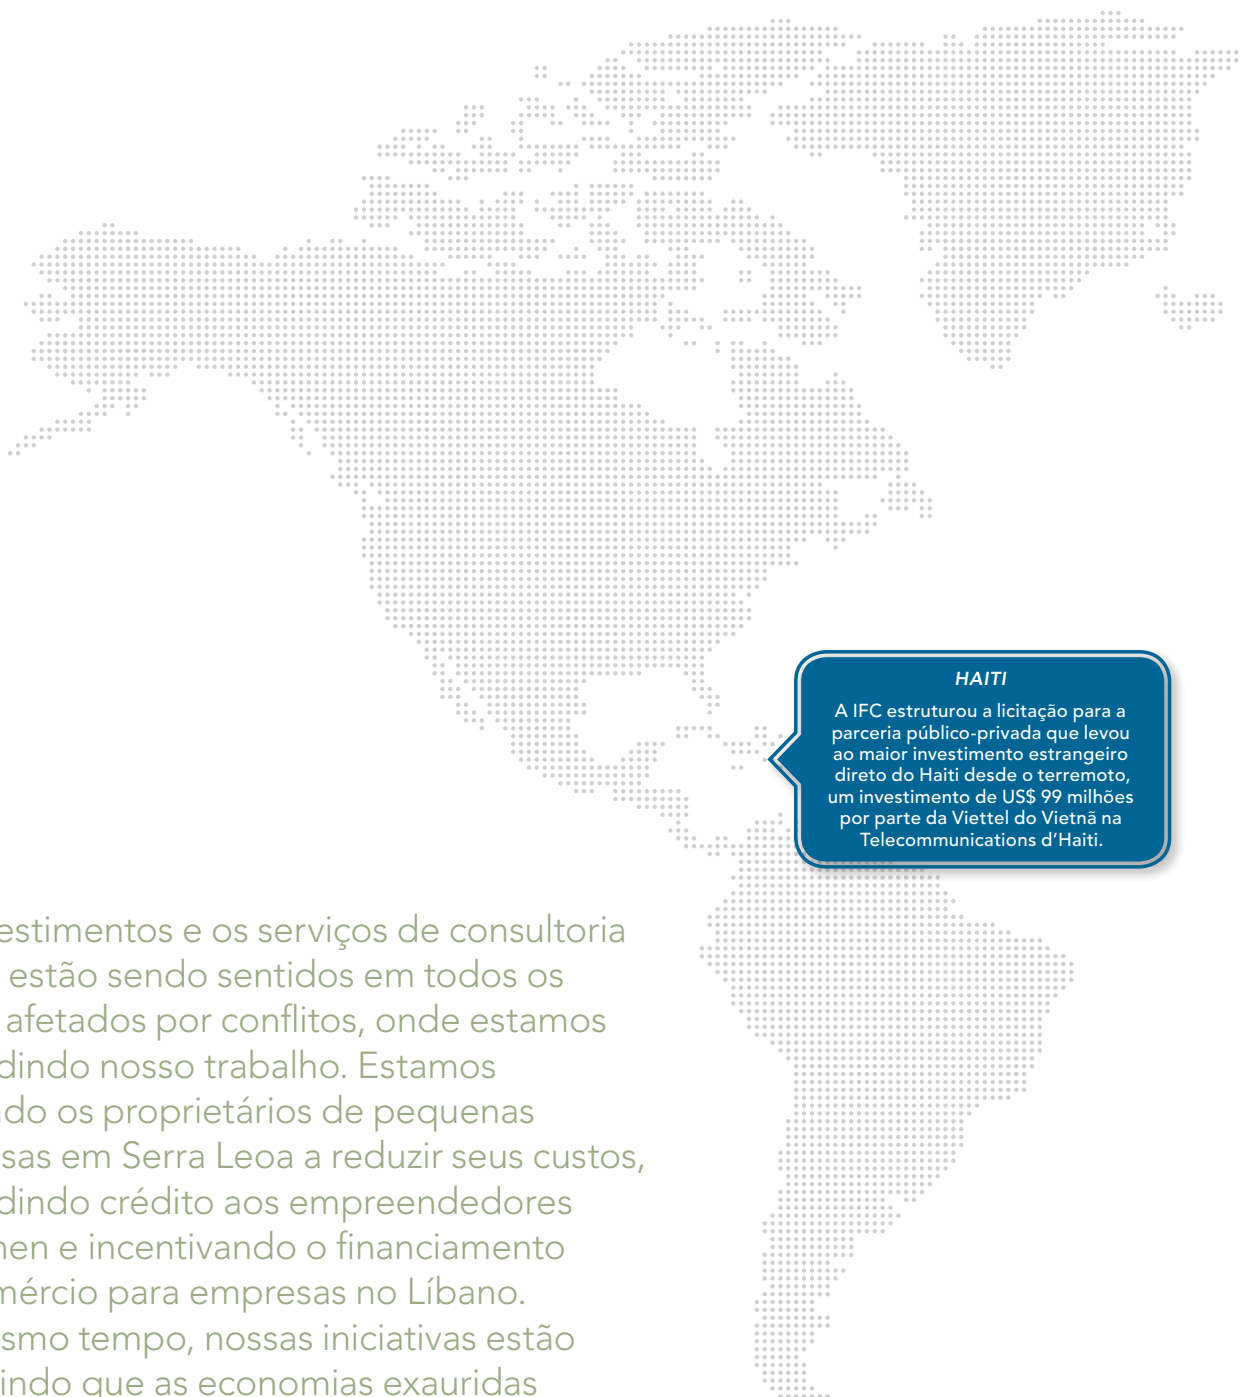 HAITI
A IFC estruturou a licitação para a
parceria público-privada que levou
ao maior investimento estrangeiro
direto do Haiti desde o terremoto,
um investimento de US$ 99 milhões
por parte da Viettel do Vietnã na
Telecommunications d’Haiti.
estimentos e os serviços de consultoria
estão sendo sentidos em todos os
afetados por conflitos, onde estamos
dindo nosso trabalho. Estamos
ndo os proprietários de pequenas
sas em Serra Leoa a reduzir seus custos,
dindo crédito aos empreendedores
men e incentivando o financiamento
mércio para empresas no Líbano.
smo tempo, nossas iniciativas estão
indo que as economias exauridas